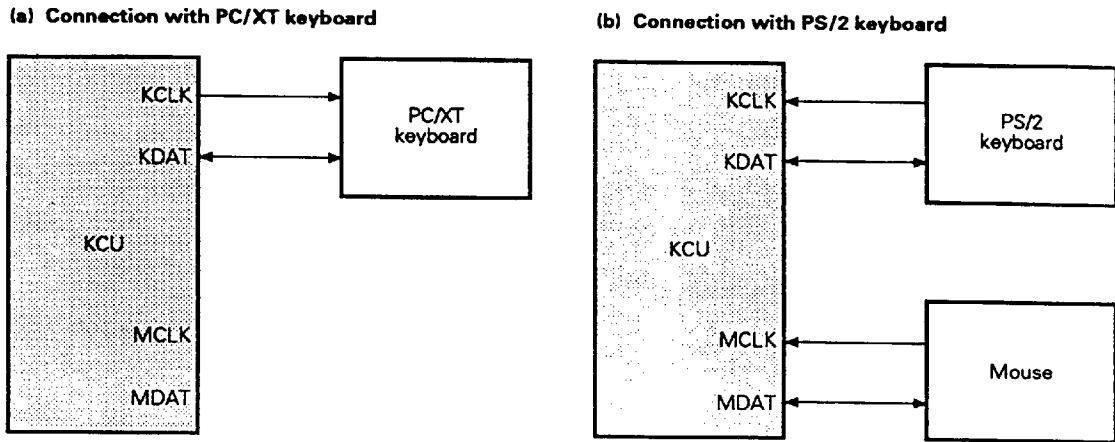 (a) Connection with PC/XT keyboard
KCLK
KDAT
KCU
MCLK
MDAT
PC/XT
keyboard
(b) Connection with PS/2 keyboard
KCLK
KDAT
KCU
MCLK
MDAT
PS/2
keyboard
Mouse